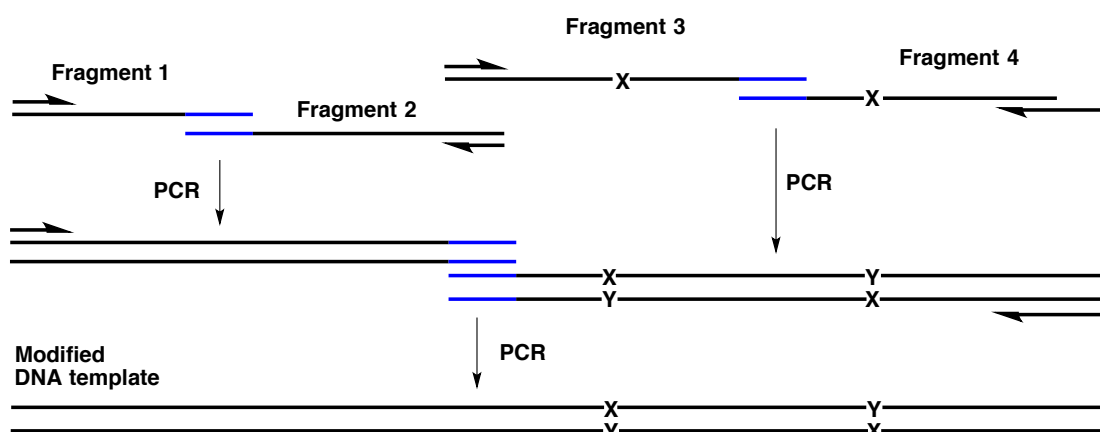 Fragment 3
Fragment 1
Fragment 4
X
X
Fragment 2
PCR
PCR
X
Y
Y
X
PCR
Modified
DNA template
X
Y
Y
X